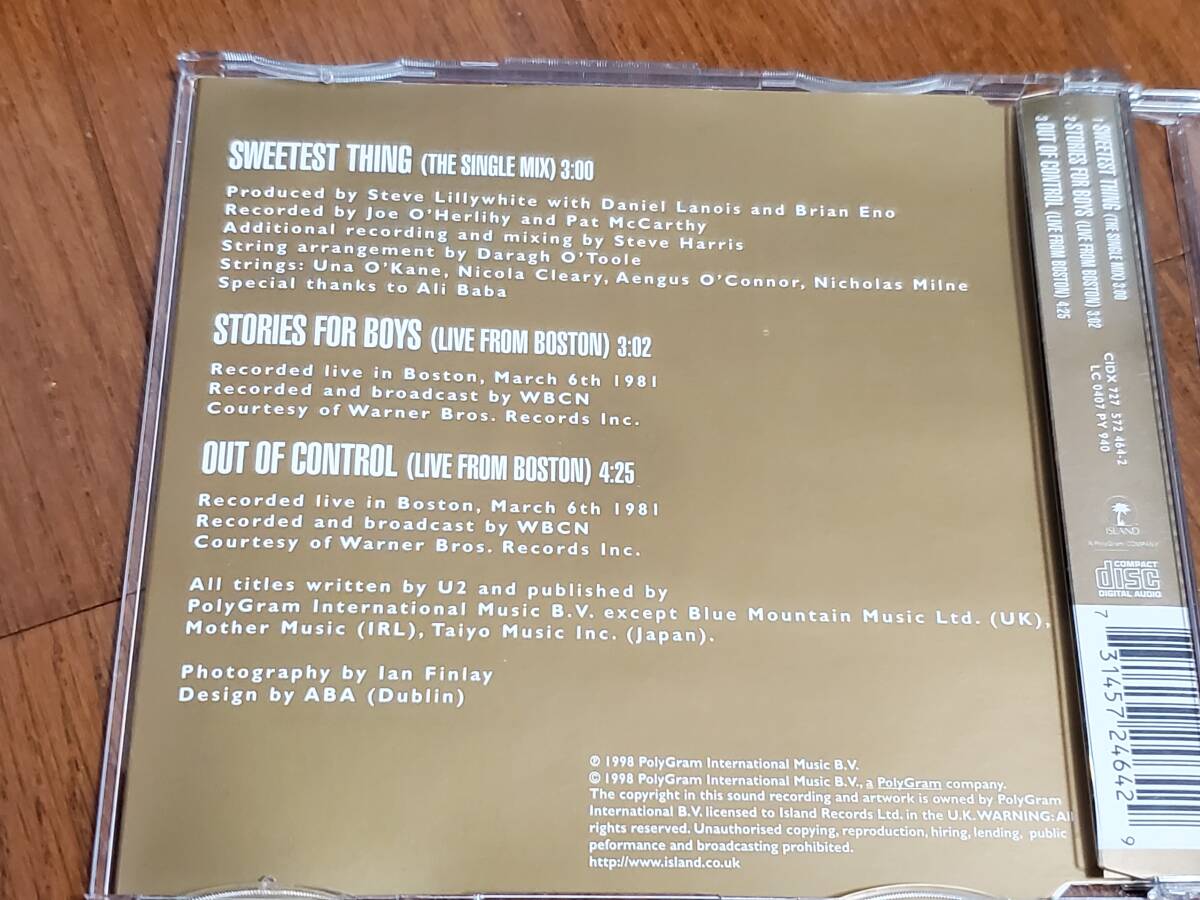 SWEETEST THING (THE SINGLE MIX) 3:00
Produced by Steve Lillywhite with Daniel Lanois and Brian Eno
Recorded by Joe O'Herlihy and Pat McCarthy
Additional recording and mixing by Steve Harris
String arrangement by Daragh O'Toole
Strings: Una O'Kane, Nicola Cleary, Aengus O'Connor, Nicholas Milne
Special thanks to Ali Baba
STORIES FOR BOYS (LIVE FROM BOSTON) 3:02
Recorded live in Boston, March 6th 1981
Recorded and broadcast by WBCN
Courtesy of Warner Bros. Records Inc.
OUT OF CONTROL (LIVE FROM BOSTON) 4:25
Recorded live in Boston, March 6th 1981
Recorded and broadcast by WBCN
Courtesy of Warner Bros. Records Inc.
All titles written by U2 and published by
PolyGram International Music B.V. except Blue Mountain Music Ltd. (UK),
Mother Music (IRL), Taiyo Music Inc. (Japan).
Photography by Ian Finlay
Design by ABA (Dublin)
℗ 1998 PolyGram International Music B.V.
© 1998 PolyGram International Music B.V., a PolyGram company.
The copyright in this sound recording and artwork is owned by PolyGram
International B.V. licensed to Island Records Ltd. in the U.K. WARNING: All
rights reserved. Unauthorised copying, reproduction, hiring, lending, public
peformance and broadcasting prohibited.
http://www.island.co.uk
1 SWEETEST THING (THE SINGLE MIX) 3:00
2 STORIES FOR BOYS (LIVE FROM BOSTON) 3:02
3 OUT OF CONTROL (LIVE FROM BOSTON) 4:25
CIDX 727 572 464-2
LC 0407 PY 940
ISLAND
A PolyGram COMPANY
COMPACT
disc
DIGITAL AUDIO
7 31457 24642 9